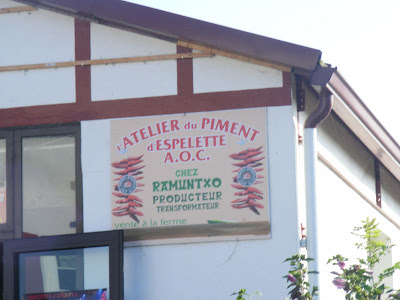 l'ATELIER du PIMENT
d'ESPELETTE
A.O.C.
CHEZ
RAMUNTXO
PRODUCTEUR
TRANSFORMATEUR
vente à la ferme